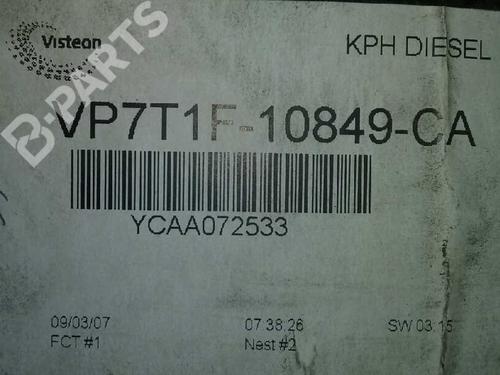 Visteon
KPH DIESEL
B-PARTS
VP7T1F-10849-CA
YCAA072533
09/03/07 07:38:26 SW 03:15
FCT #1 Nest #2